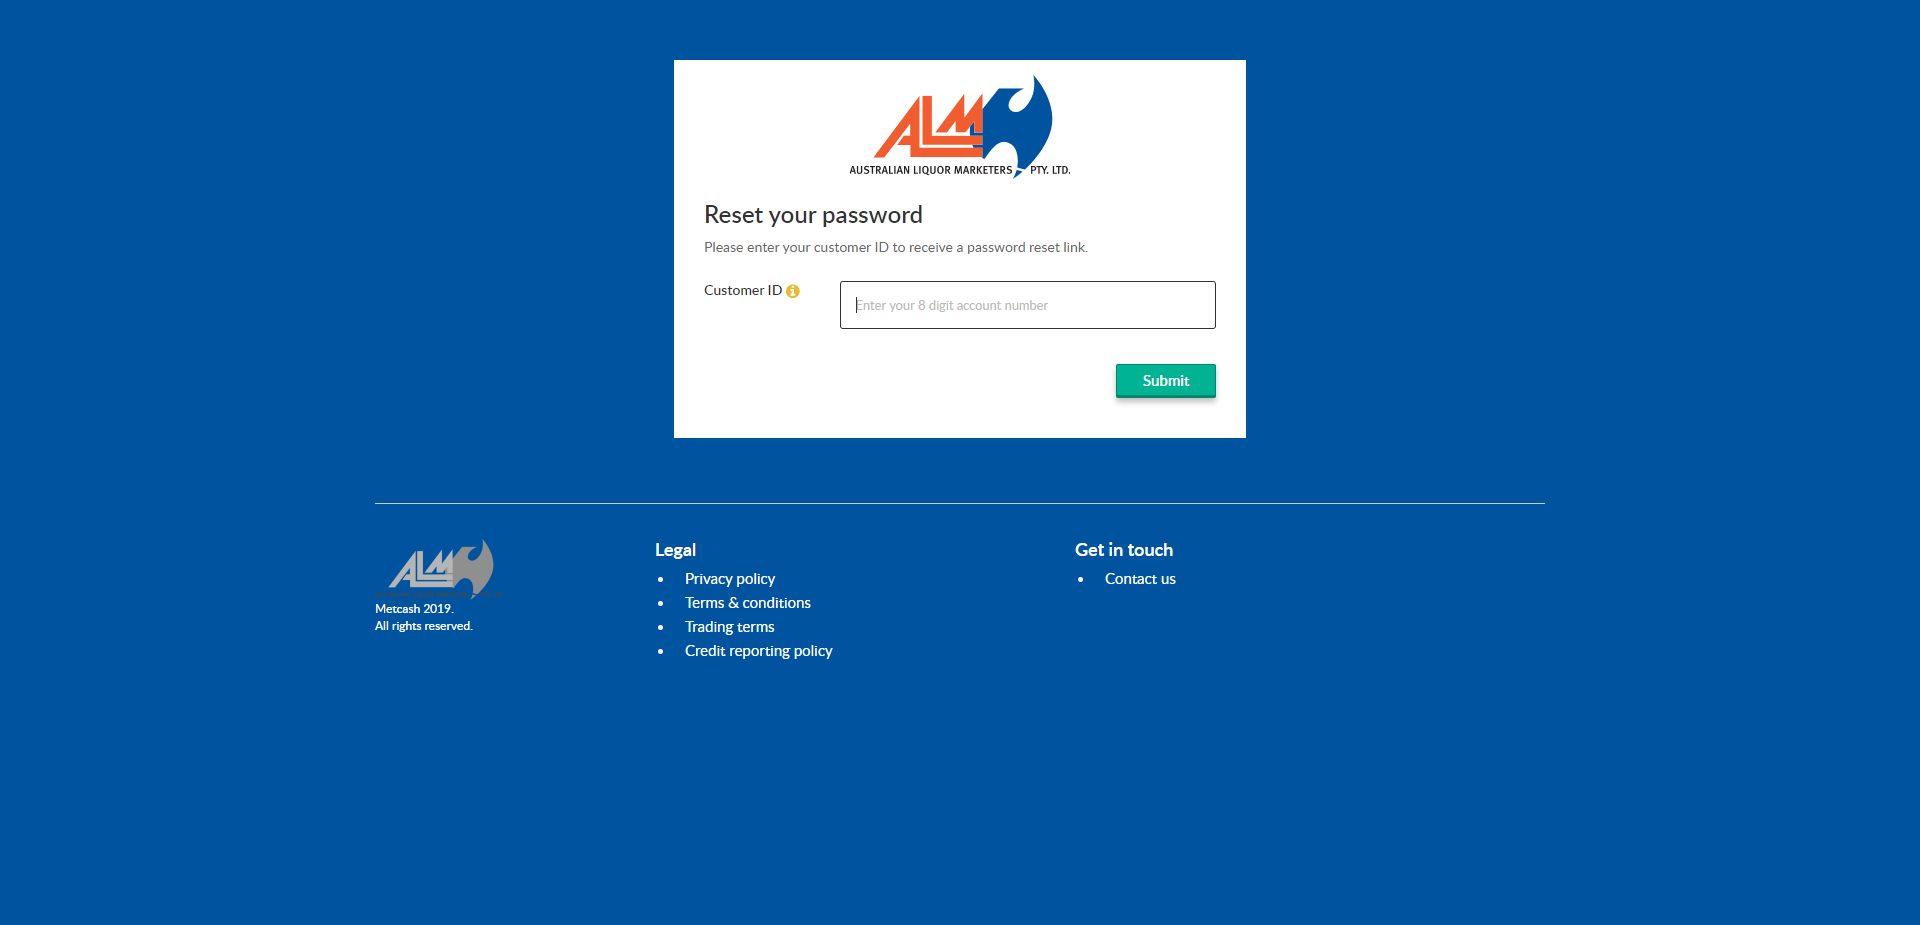 ALM
AUSTRALIAN LIQUOR MARKETERS PTY. LTD.
Reset your password
Please enter your customer ID to receive a password reset link.
Customer ID
Enter your 8 digit account number
Submit
ALM
Metcash 2019.
All rights reserved.
Legal
• Privacy policy
• Terms & conditions
• Trading terms
• Credit reporting policy
Get in touch
• Contact us